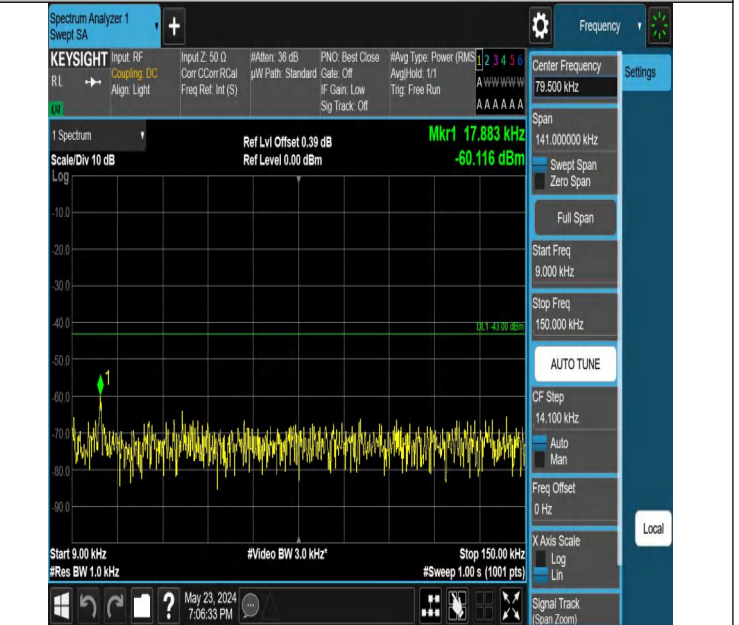 Spectrum Analyzer 1
Swept SA
+
Frequency
KEYSIGHT
RL
Input: RF
Coupling: DC
Align: Light
Input Z: 50 Ω
Corr CCorr RCal
Freq Ref: Int (S)
#Atten: 36 dB
µW Path: Standard
PNO: Best Close
Gate: Off
IF Gain: Low
Sig Track: Off
#Avg Type: Power (RMS
Avg|Hold: 1/1
Trig: Free Run
1 2 3 4 5 6
A W W W W W
A A A A A A
1 Spectrum
Scale/Div 10 dB
Ref Lvl Offset 0.39 dB
Ref Level 0.00 dBm
Mkr1 17.883 kHz
-60.116 dBm
Log
-10.0
-20.0
-30.0
-40.0
-50.0
-60.0
-70.0
-80.0
-90.0
DL1 -43.00 dBm
1
Start 9.00 kHz
#Res BW 1.0 kHz
#Video BW 3.0 kHz*
Stop 150.00 kHz
#Sweep 1.00 s (1001 pts)
Center Frequency
79.500 kHz
Settings
Span
141.000000 kHz
Swept Span
Zero Span
Full Span
Start Freq
9.000 kHz
Stop Freq
150.000 kHz
AUTO TUNE
CF Step
14.100 kHz
Auto
Man
Freq Offset
0 Hz
X Axis Scale
Log
Lin
Local
Signal Track
(Span Zoom)
?
May 23, 2024
7:06:33 PM